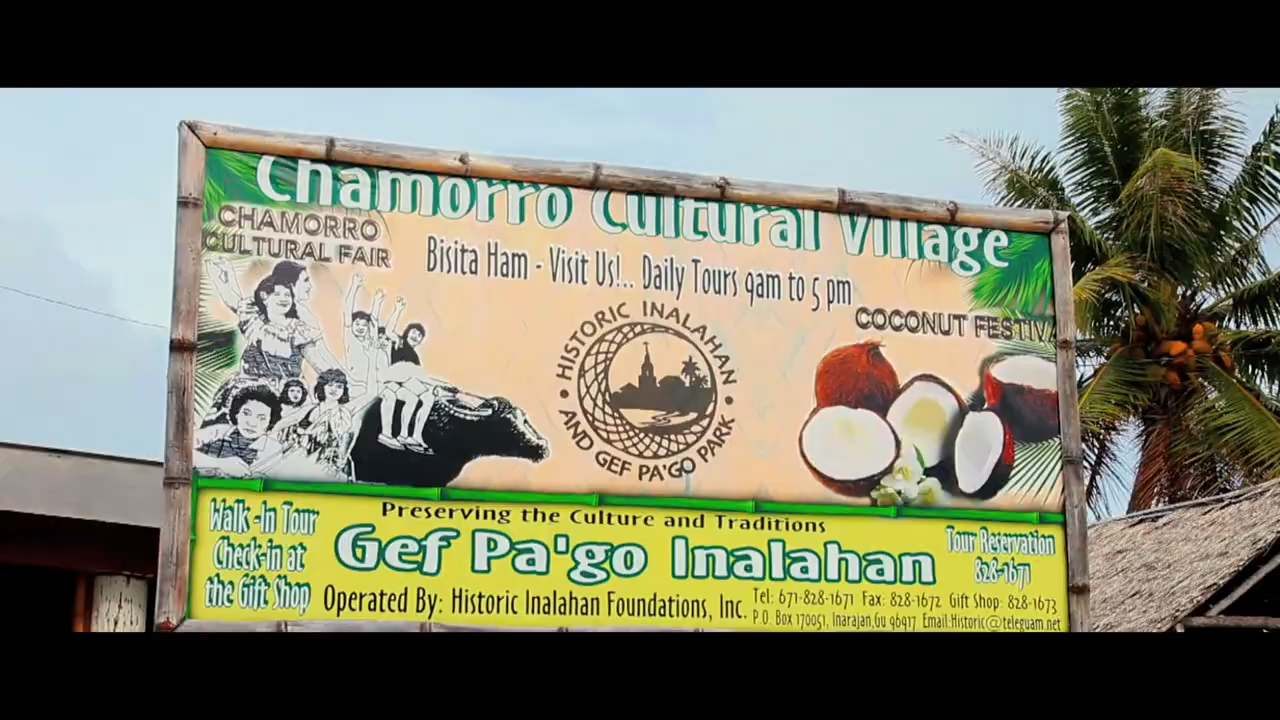 Chamorro Cultural Village
CHAMORRO
CULTURAL FAIR
Bisita Ham - Visit Us!.. Daily Tours 9am to 5 pm
COCONUT FESTIV
HISTORIC INALAHAN
AND GEF PA'GO PARK
Preserving the Culture and Traditions
Walk-In Tour
Check-in at
the Gift Shop
Gef Pa'go Inalahan
Tour Reservation
828-1671
Operated By: Historic Inalahan Foundations, Inc.
Tel: 671-828-1671 Fax: 828-1672 Gift Shop: 828-1673
P.O. Box 170051, Inarajan,Gu 96917 Email:Historic@teleguam.net